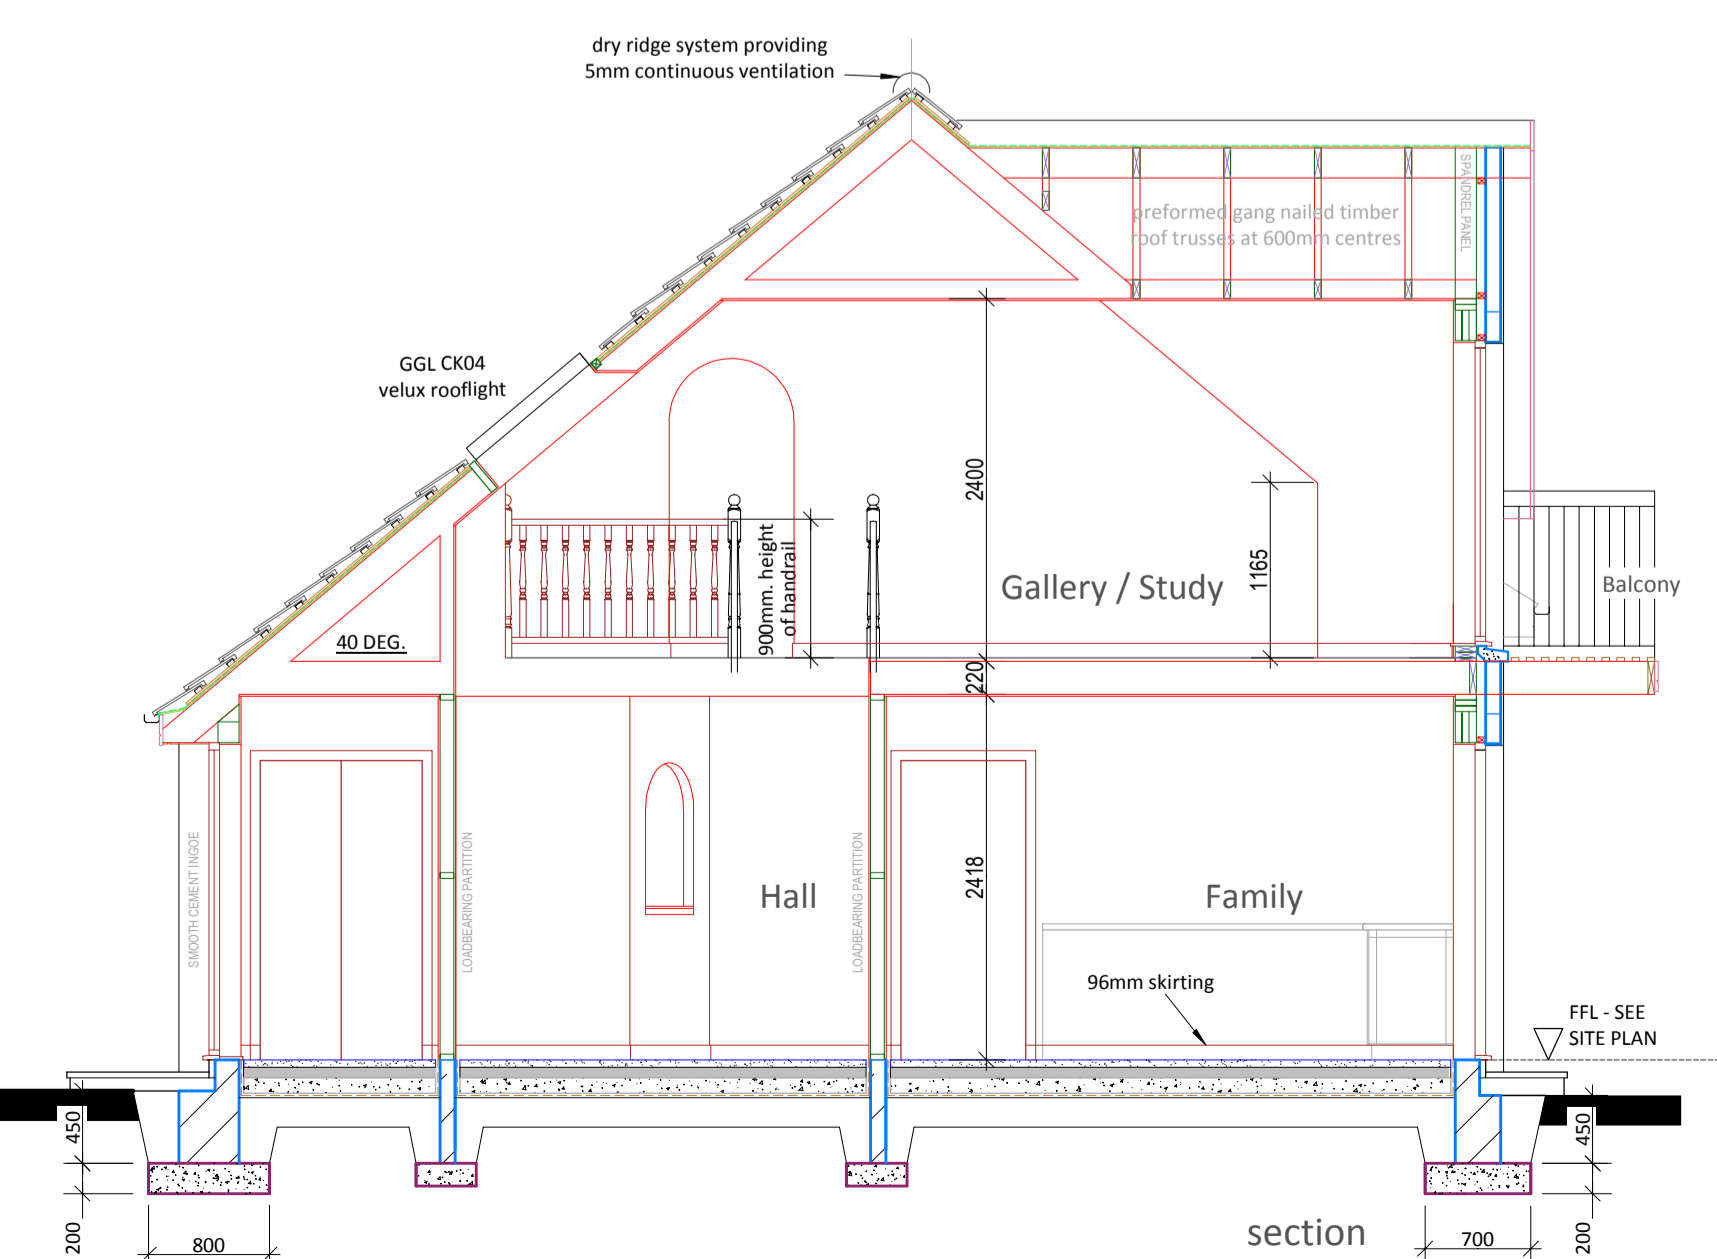 dry ridge system providing
5mm continuous ventilation
SPANDREL PANEL
preformed gang nailed timber
roof trusses at 600mm centres
GGL CK04
velux rooflight
2400
900mm. height
of handrail
Gallery / Study
1165
Balcony
40 DEG.
220
SMOOTH CEMENT INGOE
LOADBEARING PARTITION
LOADBEARING PARTITION
2418
Hall
Family
96mm skirting
FFL - SEE
SITE PLAN
450
450
200
800
section
700
200